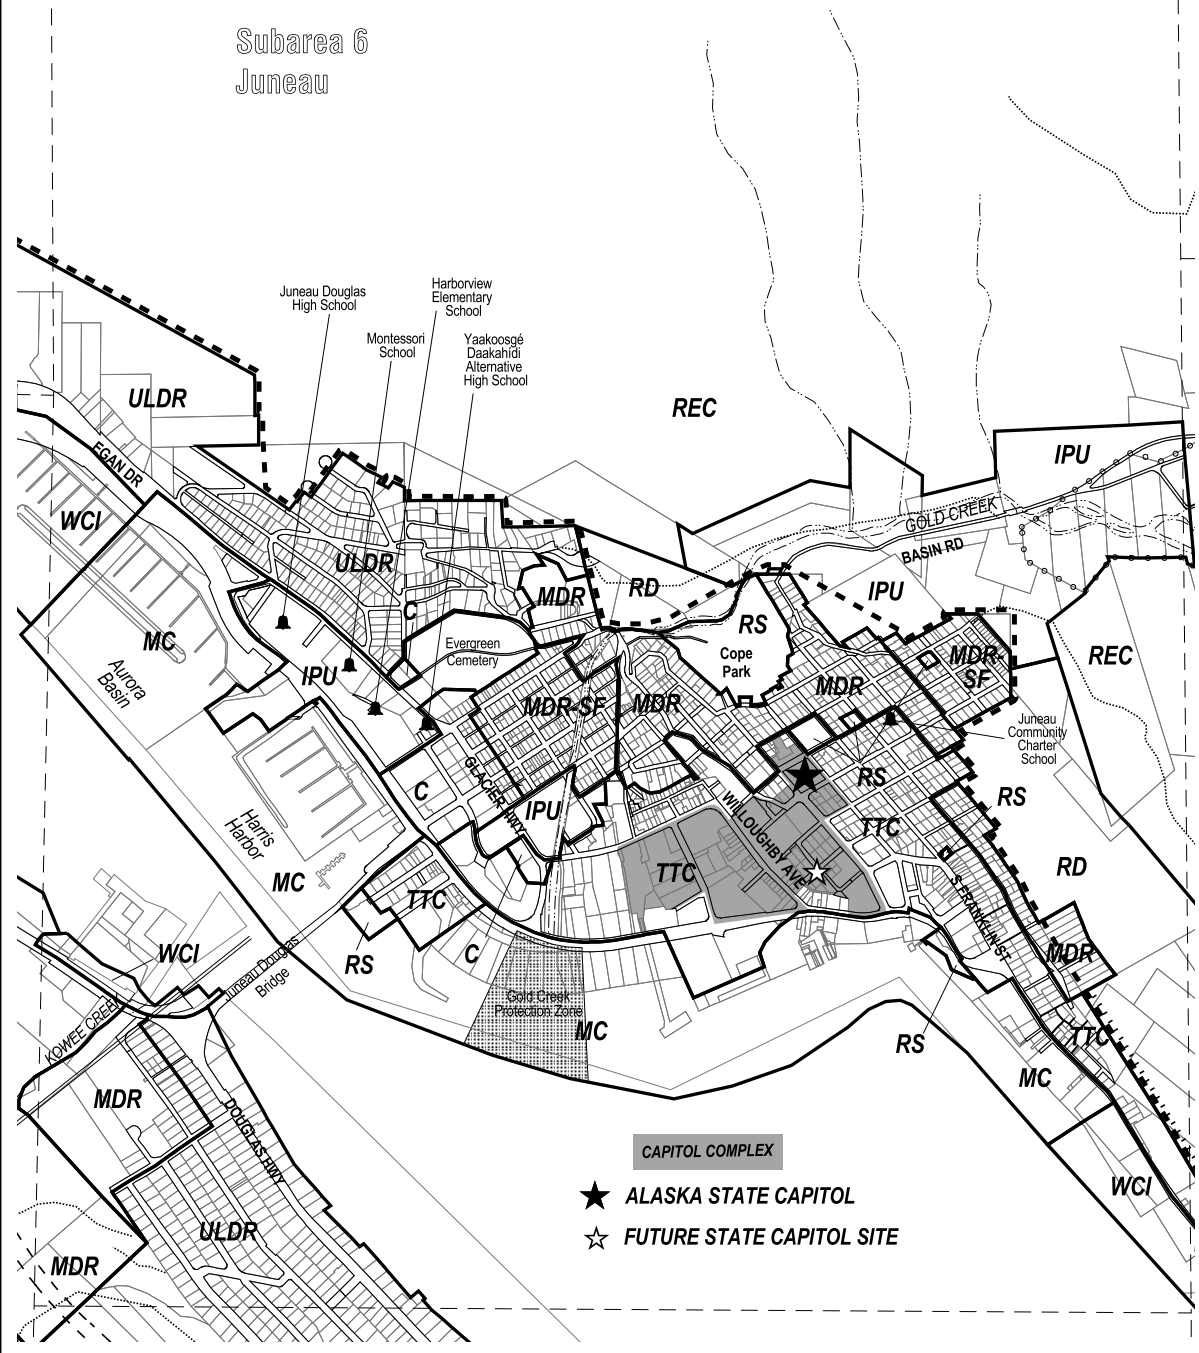 Subarea 6
Juneau
Juneau Douglas
High School
Harborview
Elementary
School
Montessori
School
Yaakoosgé
Daakahídi
Alternative
High School
ULDR
REC
IPU
EGAN DR
WCI
GOLD CREEK
BASIN RD
ULDR
MDR
RD
IPU
C
RS
MC
Evergreen
Cemetery
Cope
Park
MDR-
SF
REC
Aurora
Basin
IPU
MDR
MDR-SF
MDR
Juneau
Community
Charter
School
GLACIER HWY
RS
C
RS
WILLOUGHBY AVE
IPU
TTC
Harris
Harbor
RD
MC
TTC
TTC
S FRANKLIN ST
WCI
RS
C
MDR
Juneau Douglas
Bridge
Gold Creek
Protection Zone
MC
KOWEE CREEK
RS
TTC
MC
MDR
DOUGLAS HWY
CAPITOL COMPLEX
WCI
ALASKA STATE CAPITOL
ULDR
FUTURE STATE CAPITOL SITE
MDR